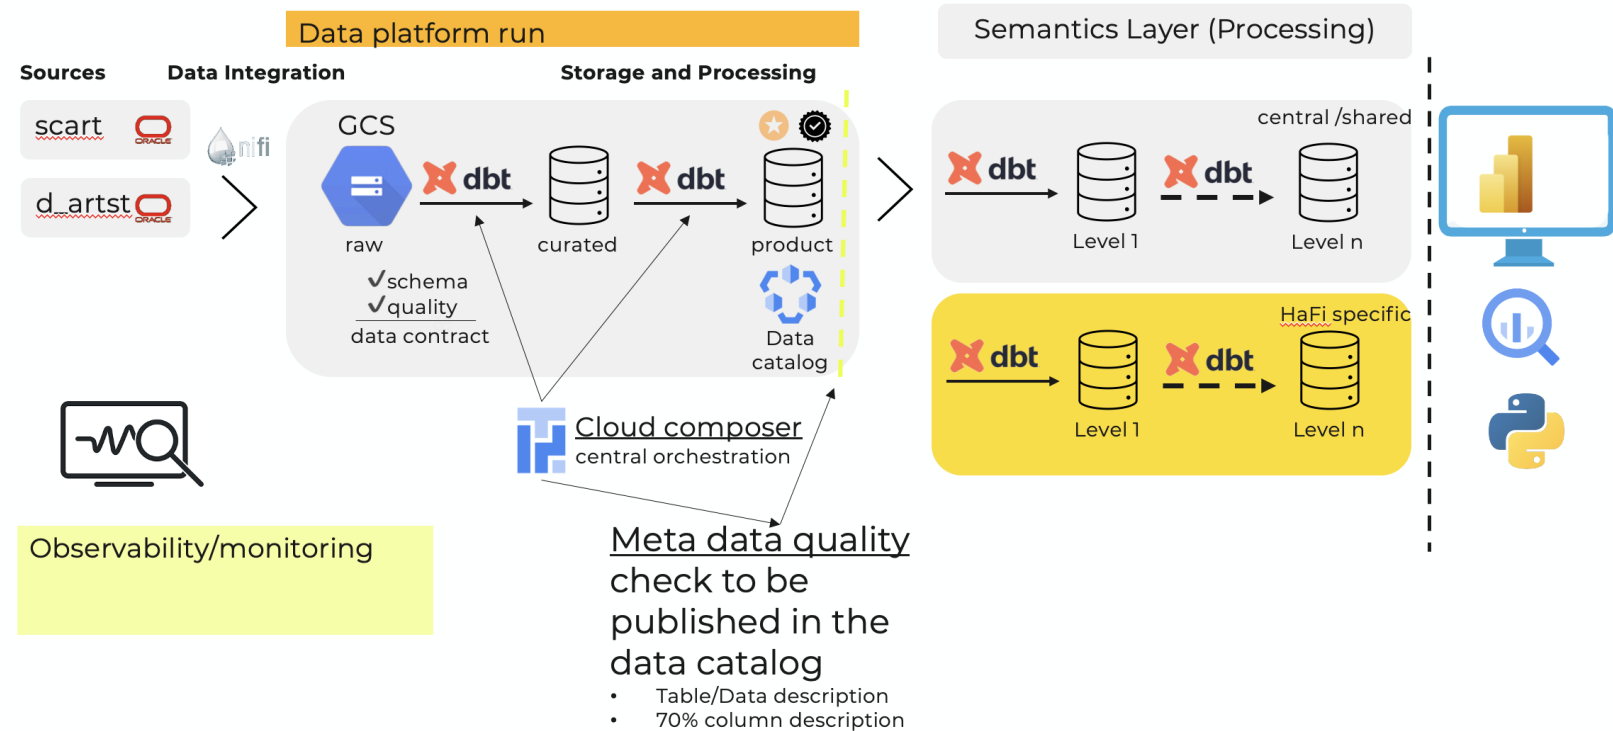 Data platform run
Semantics Layer (Processing)
Sources
Data Integration
Storage and Processing
scart
ORACLE
d_artst
ORACLE
nifi
GCS
dbt
dbt
raw
curated
product
schema
quality
data contract
Data
catalog
central /shared
dbt
dbt
Level 1
Level n
HaFi specific
dbt
dbt
Level 1
Level n
Cloud composer
central orchestration
Observability/monitoring
Meta data quality
check to be
published in the
data catalog
• Table/Data description
• 70% column description